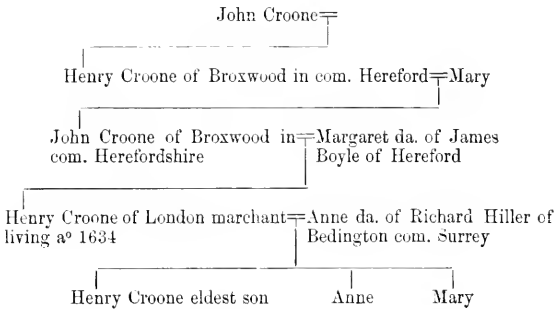 John Croone
Henry Croone of Broxwood in com. Hereford Mary
John Croone of Broxwood in Margaret da. of James
com. Herefordshire Boyle of Hereford
Henry Croone of London marchant Anne da. of Richard Hiller of
living aº 1634 Bedington com. Surrey
Henry Croone eldest son Anne Mary